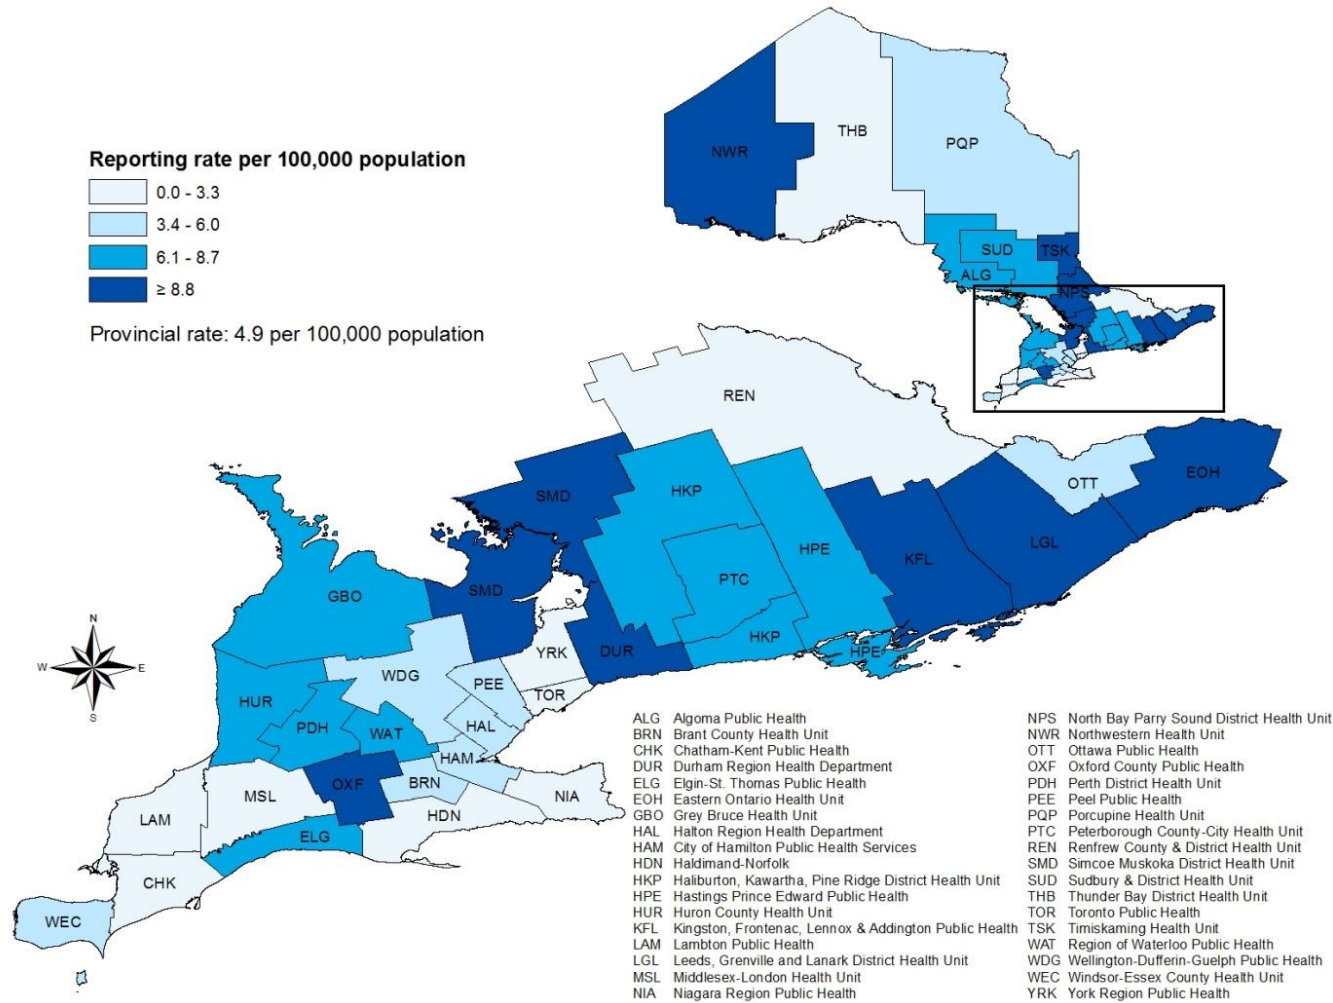 THB
NWR
PQP
Reporting rate per 100,000 population
0.0 - 3.3
3.4 - 6.0
6.1 - 8.7
≥ 8.8
Provincial rate: 4.9 per 100,000 population
SUD
TSK
ALG
NPS
REN
SMD
HKP
OTT
EOH
HPE
KFL
LGL
PTC
SMD
GBO
HKP
HPE
DUR
YRK
TOR
N
W
E
S
WDG
PEE
HUR
PDH
WAT
HAL
HAM
OXF
BRN
MSL
NIA
LAM
HDN
ELG
CHK
WEC
ALG Algoma Public Health
BRN Brant County Health Unit
CHK Chatham-Kent Public Health
DUR Durham Region Health Department
ELG Elgin-St. Thomas Public Health
EOH Eastern Ontario Health Unit
GBO Grey Bruce Health Unit
HAL Halton Region Health Department
HAM City of Hamilton Public Health Services
HDN Haldimand-Norfolk
HKP Haliburton, Kawartha, Pine Ridge District Health Unit
HPE Hastings Prince Edward Public Health
HUR Huron County Health Unit
KFL Kingston, Frontenac, Lennox & Addington Public Health
LAM Lambton Public Health
LGL Leeds, Grenville and Lanark District Health Unit
MSL Middlesex-London Health Unit
NIA Niagara Region Public Health
NPS North Bay Parry Sound District Health Unit
NWR Northwestern Health Unit
OTT Ottawa Public Health
OXF Oxford County Public Health
PDH Perth District Health Unit
PEE Peel Public Health
PQP Porcupine Health Unit
PTC Peterborough County-City Health Unit
REN Renfrew County & District Health Unit
SMD Simcoe Muskoka District Health Unit
SUD Sudbury & District Health Unit
THB Thunder Bay District Health Unit
TOR Toronto Public Health
TSK Timiskaming Health Unit
WAT Region of Waterloo Public Health
WDG Wellington-Dufferin-Guelph Public Health
WEC Windsor-Essex County Health Unit
YRK York Region Public Health